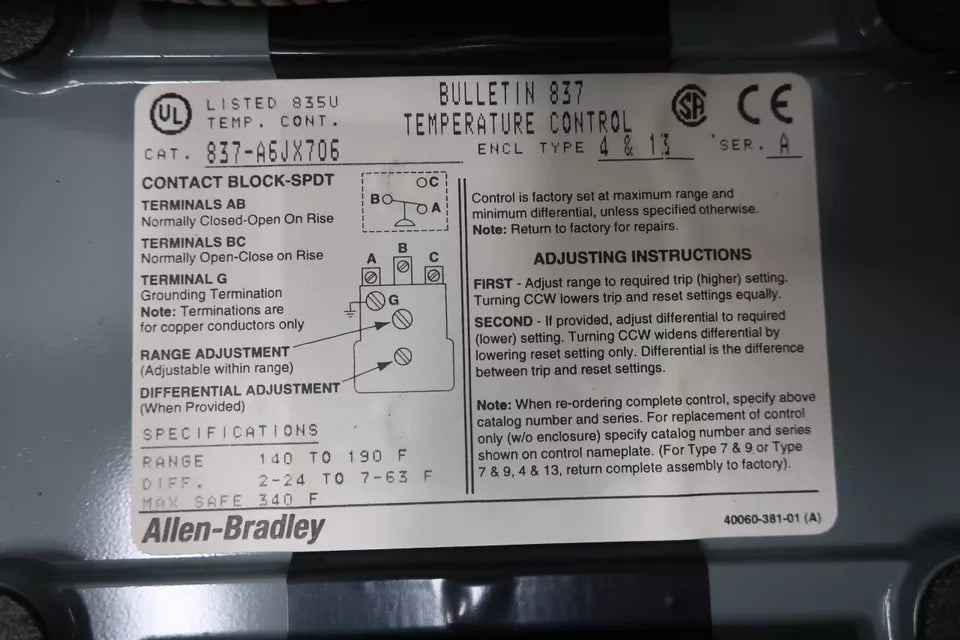 UL
LISTED 835U
TEMP. CONT.
BULLETIN 837
TEMPERATURE CONTROL
SA
CE
CAT. 837-A6JX706
ENCL TYPE 4 & 13
SER. A
CONTACT BLOCK-SPDT
TERMINALS AB
Normally Closed-Open On Rise
TERMINALS BC
Normally Open-Close on Rise
TERMINAL G
Grounding Termination
Note: Terminations are
for copper conductors only
RANGE ADJUSTMENT
(Adjustable within range)
DIFFERENTIAL ADJUSTMENT
(When Provided)
C
B
A
A
B
C
G
SPECIFICATIONS
RANGE 140 TO 190 F
DIFF. 2-24 TO 7-63 F
MAX SAFE 340 F
Allen-Bradley
Control is factory set at maximum range and
minimum differential, unless specified otherwise.
Note: Return to factory for repairs.
ADJUSTING INSTRUCTIONS
FIRST - Adjust range to required trip (higher) setting.
Turning CCW lowers trip and reset settings equally.
SECOND - If provided, adjust differential to required
(lower) setting. Turning CCW widens differential by
lowering reset setting only. Differential is the difference
between trip and reset settings.
Note: When re-ordering complete control, specify above
catalog number and series. For replacement of control
only (w/o enclosure) specify catalog number and series
shown on control nameplate. (For Type 7 & 9 or Type
7 & 9, 4 & 13, return complete assembly to factory).
40060-381-01 (A)